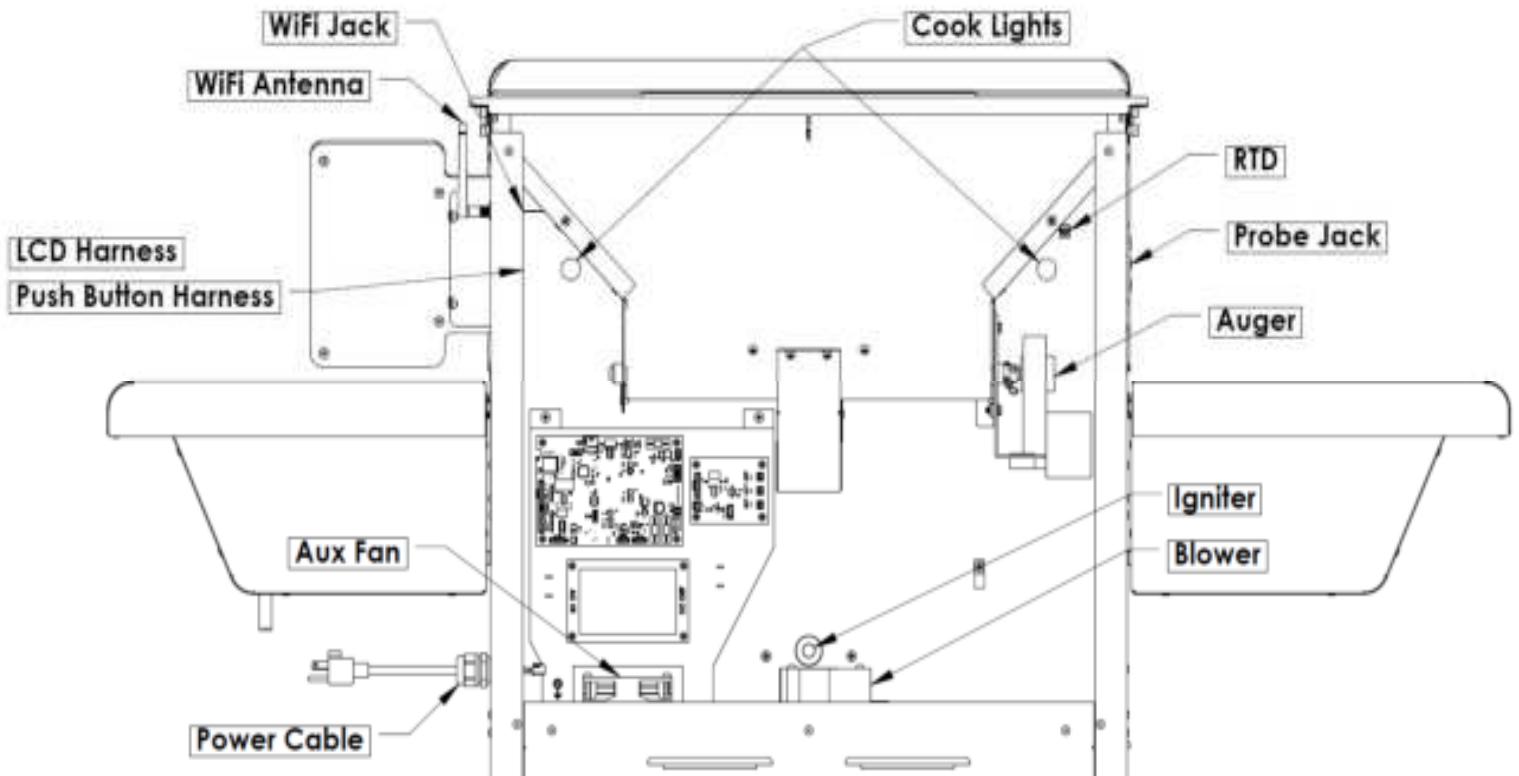 WiFi Jack
Cook Lights
WiFi Antenna
RTD
LCD Harness
Probe Jack
Push Button Harness
Auger
Igniter
Aux Fan
Blower
Power Cable